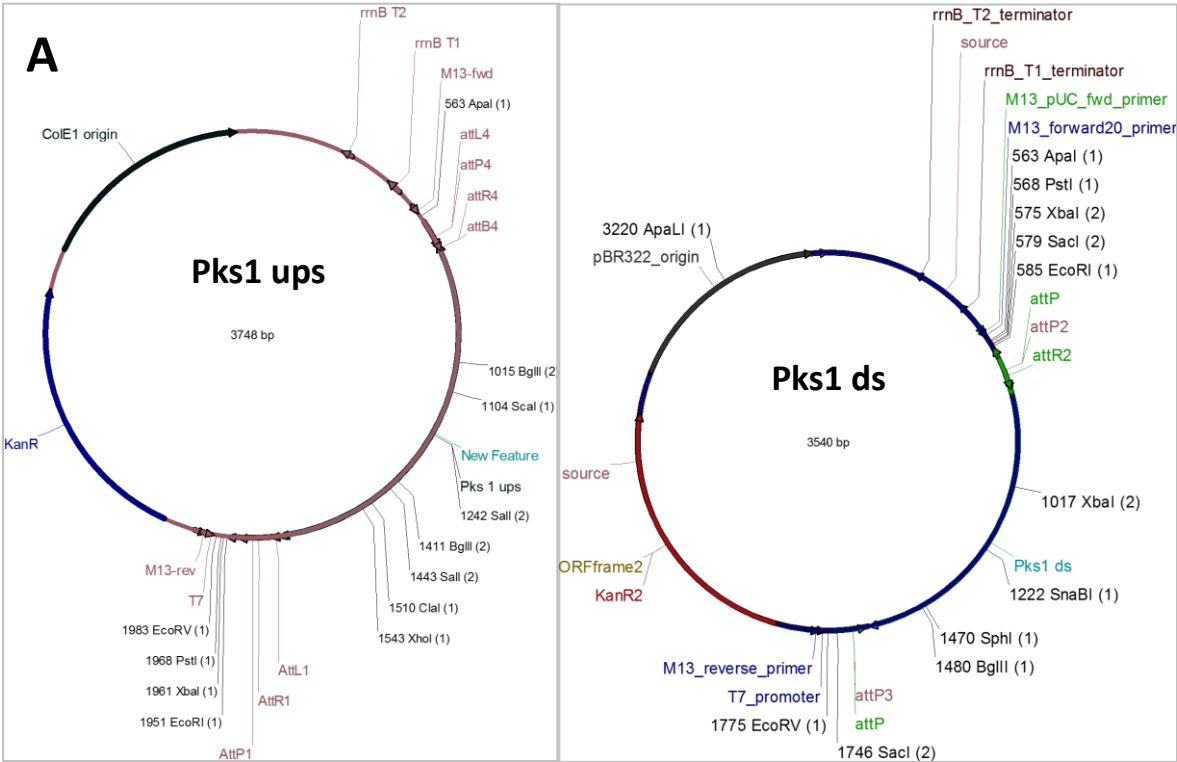 A
rrnB T2
rrnB T1
M13-fwd
563 ApaI (1)
attL4
attP4
attR4
attB4
ColE1 origin
Pks1 ups
3748 bp
1015 BglII (2
1104 ScaI (1)
New Feature
Pks 1 ups
1242 SalI (2)
1411 BglII (2)
1443 SalI (2)
1510 ClaI (1)
1543 XhoI (1)
KanR
M13-rev
T7
1983 EcoRV (1)
1968 PstI (1)
1961 XbaI (1)
1951 EcoRI (1)
AttL1
AttR1
AttP1
rrnB_T2_terminator
source
rrnB_T1_terminator
M13_pUC_fwd_primer
M13_forward20_primer
563 ApaI (1)
568 PstI (1)
575 XbaI (2)
579 SacI (2)
585 EcoRI (1)
attP
attP2
attR2
3220 ApaLI (1)
pBR322_origin
Pks1 ds
3540 bp
1017 XbaI (2)
Pks1 ds
1222 SnaBI (1)
1470 SphI (1)
1480 BglII (1)
source
ORFframe2
KanR2
M13_reverse_primer
T7_promoter
1775 EcoRV (1)
attP3
attP
1746 SacI (2)